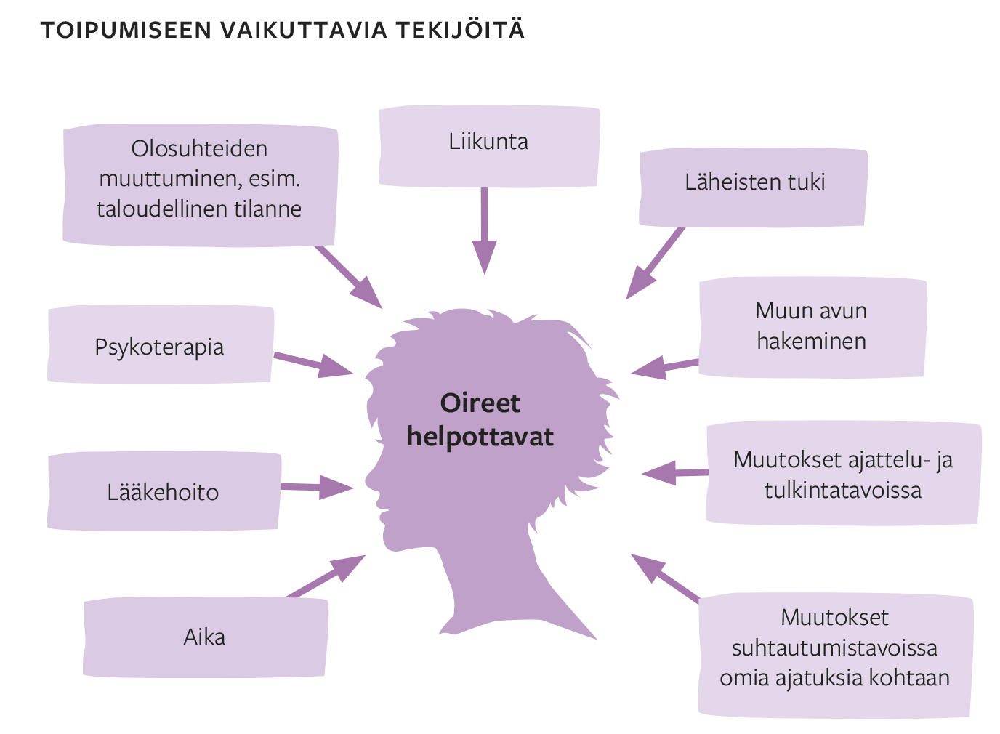 TOIPUMISEEN VAIKUTTAVIA TEKIJÖITÄ
Olosuhteiden
muuttuminen, esim.
taloudellinen tilanne
Liikunta
Läheisten tuki
Psykoterapia
Muun avun
hakeminen
Oireet
helpottavat
Lääkehoito
Muutokset ajattelu- ja
tulkintatavoissa
Aika
Muutokset
suhtautumistavoissa
omia ajatuksia kohtaan